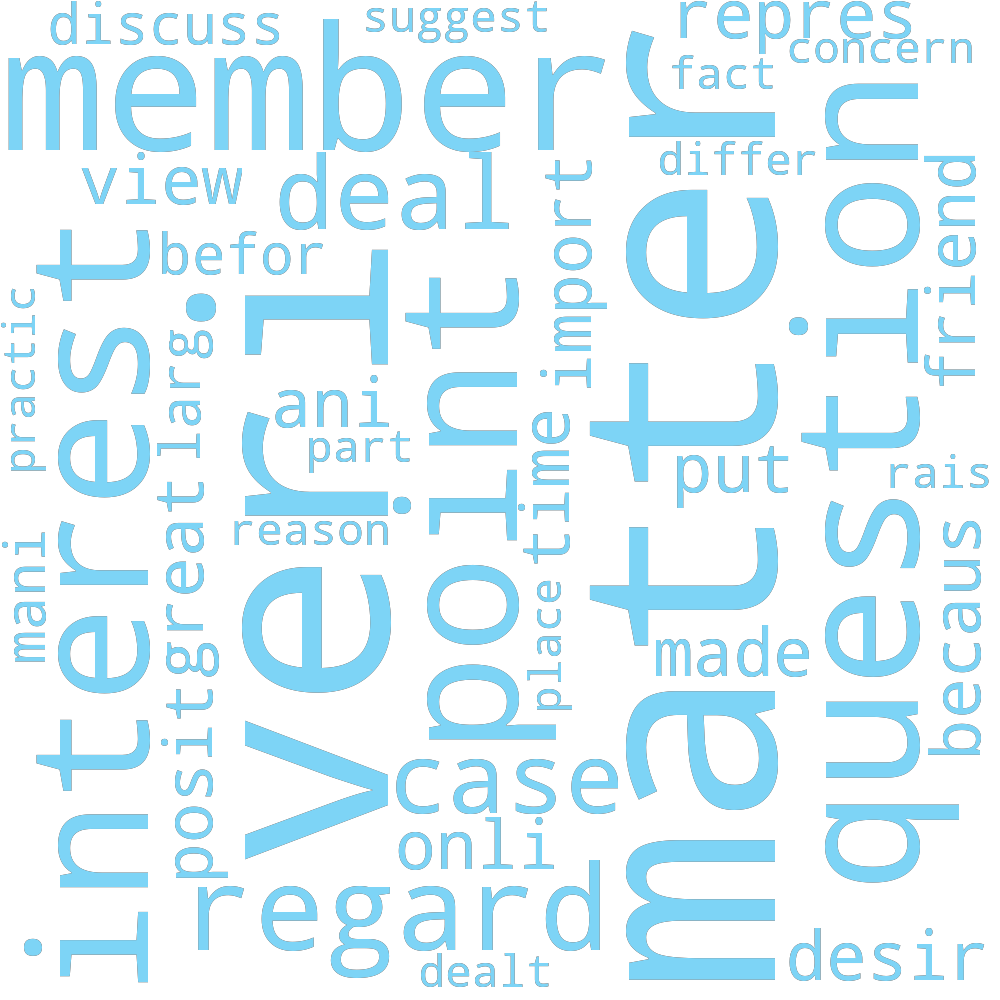 discuss
suggest
repres
concern
member
fact
view
deal
differ
befor
import
friend
interest
veri
point
matter
question
practic
larg
ani
part
time
put
rais
reason
great
mani
place
becaus
made
posit
case
onli
regard
dealt
desir